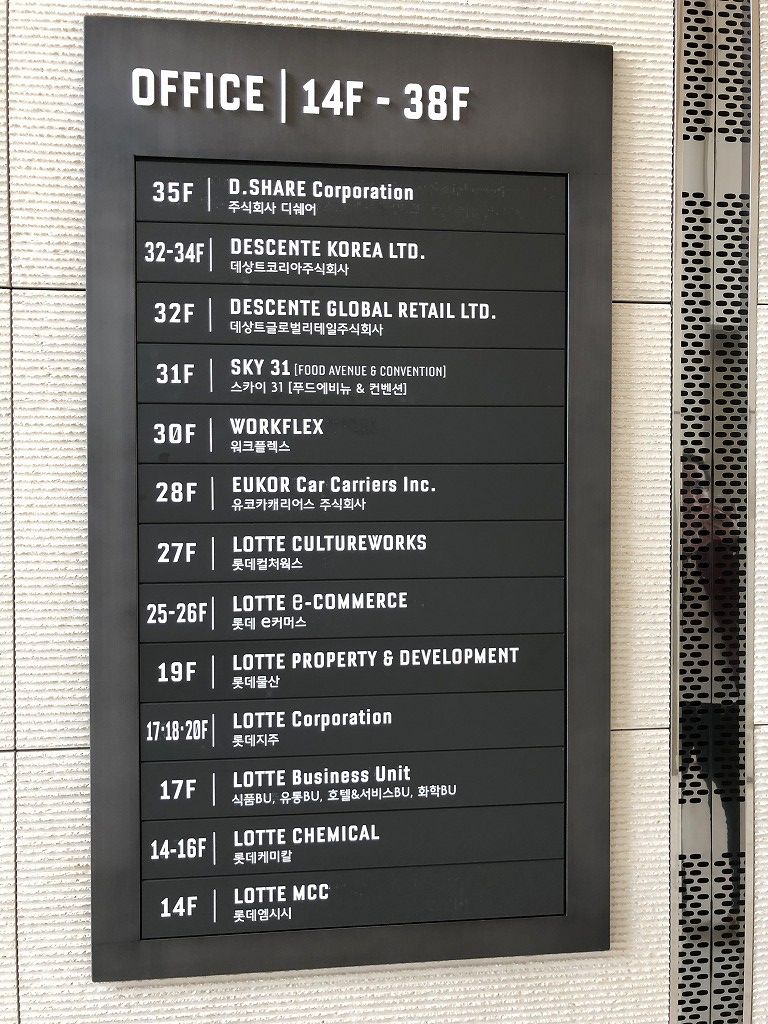 OFFICE | 14F - 38F
35F | D.SHARE Corporation
주식회사 디쉐어
32-34F | DESCENTE KOREA LTD.
데상트코리아주식회사
32F | DESCENTE GLOBAL RETAIL LTD.
데상트글로벌리테일주식회사
31F | SKY 31 [FOOD AVENUE & CONVENTION]
스카이 31 [푸드에비뉴 & 컨벤션]
30F | WORKFLEX
워크플렉스
28F | EUKOR Car Carriers Inc.
유코카캐리어스 주식회사
27F | LOTTE CULTUREWORKS
롯데컬처웍스
25-26F | LOTTE e-COMMERCE
롯데 e커머스
19F | LOTTE PROPERTY & DEVELOPMENT
롯데물산
17·18·20F | LOTTE Corporation
롯데지주
17F | LOTTE Business Unit
식품BU, 유통BU, 호텔&서비스BU, 화학BU
14-16F | LOTTE CHEMICAL
롯데케미칼
14F | LOTTE MCC
롯데엠시시